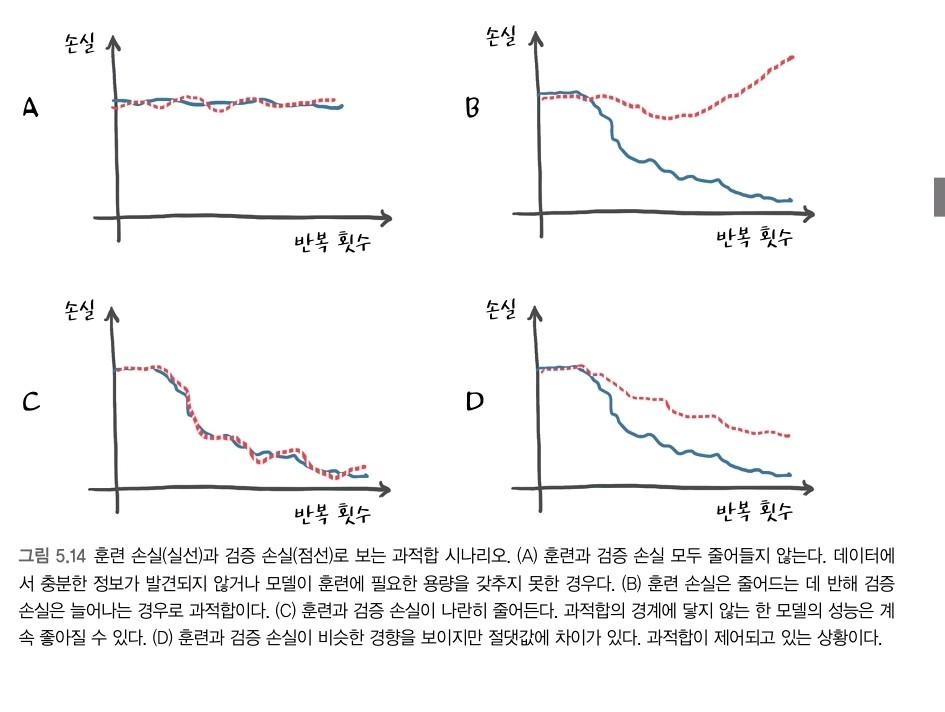 손실
A
반복 횟수
손실
B
반복 횟수
손실
C
반복 횟수
손실
D
반복 횟수
그림 5.14 훈련 손실(실선)과 검증 손실(점선)로 보는 과적합 시나리오. (A) 훈련과 검증 손실 모두 줄어들지 않는다. 데이터에
서 충분한 정보가 발견되지 않거나 모델이 훈련에 필요한 용량을 갖추지 못한 경우다. (B) 훈련 손실은 줄어드는 데 반해 검증
손실은 늘어나는 경우로 과적합이다. (C) 훈련과 검증 손실이 나란히 줄어든다. 과적합의 경계에 닿지 않는 한 모델의 성능은 계
속 좋아질 수 있다. (D) 훈련과 검증 손실이 비슷한 경향을 보이지만 절댓값에 차이가 있다. 과적합이 제어되고 있는 상황이다.